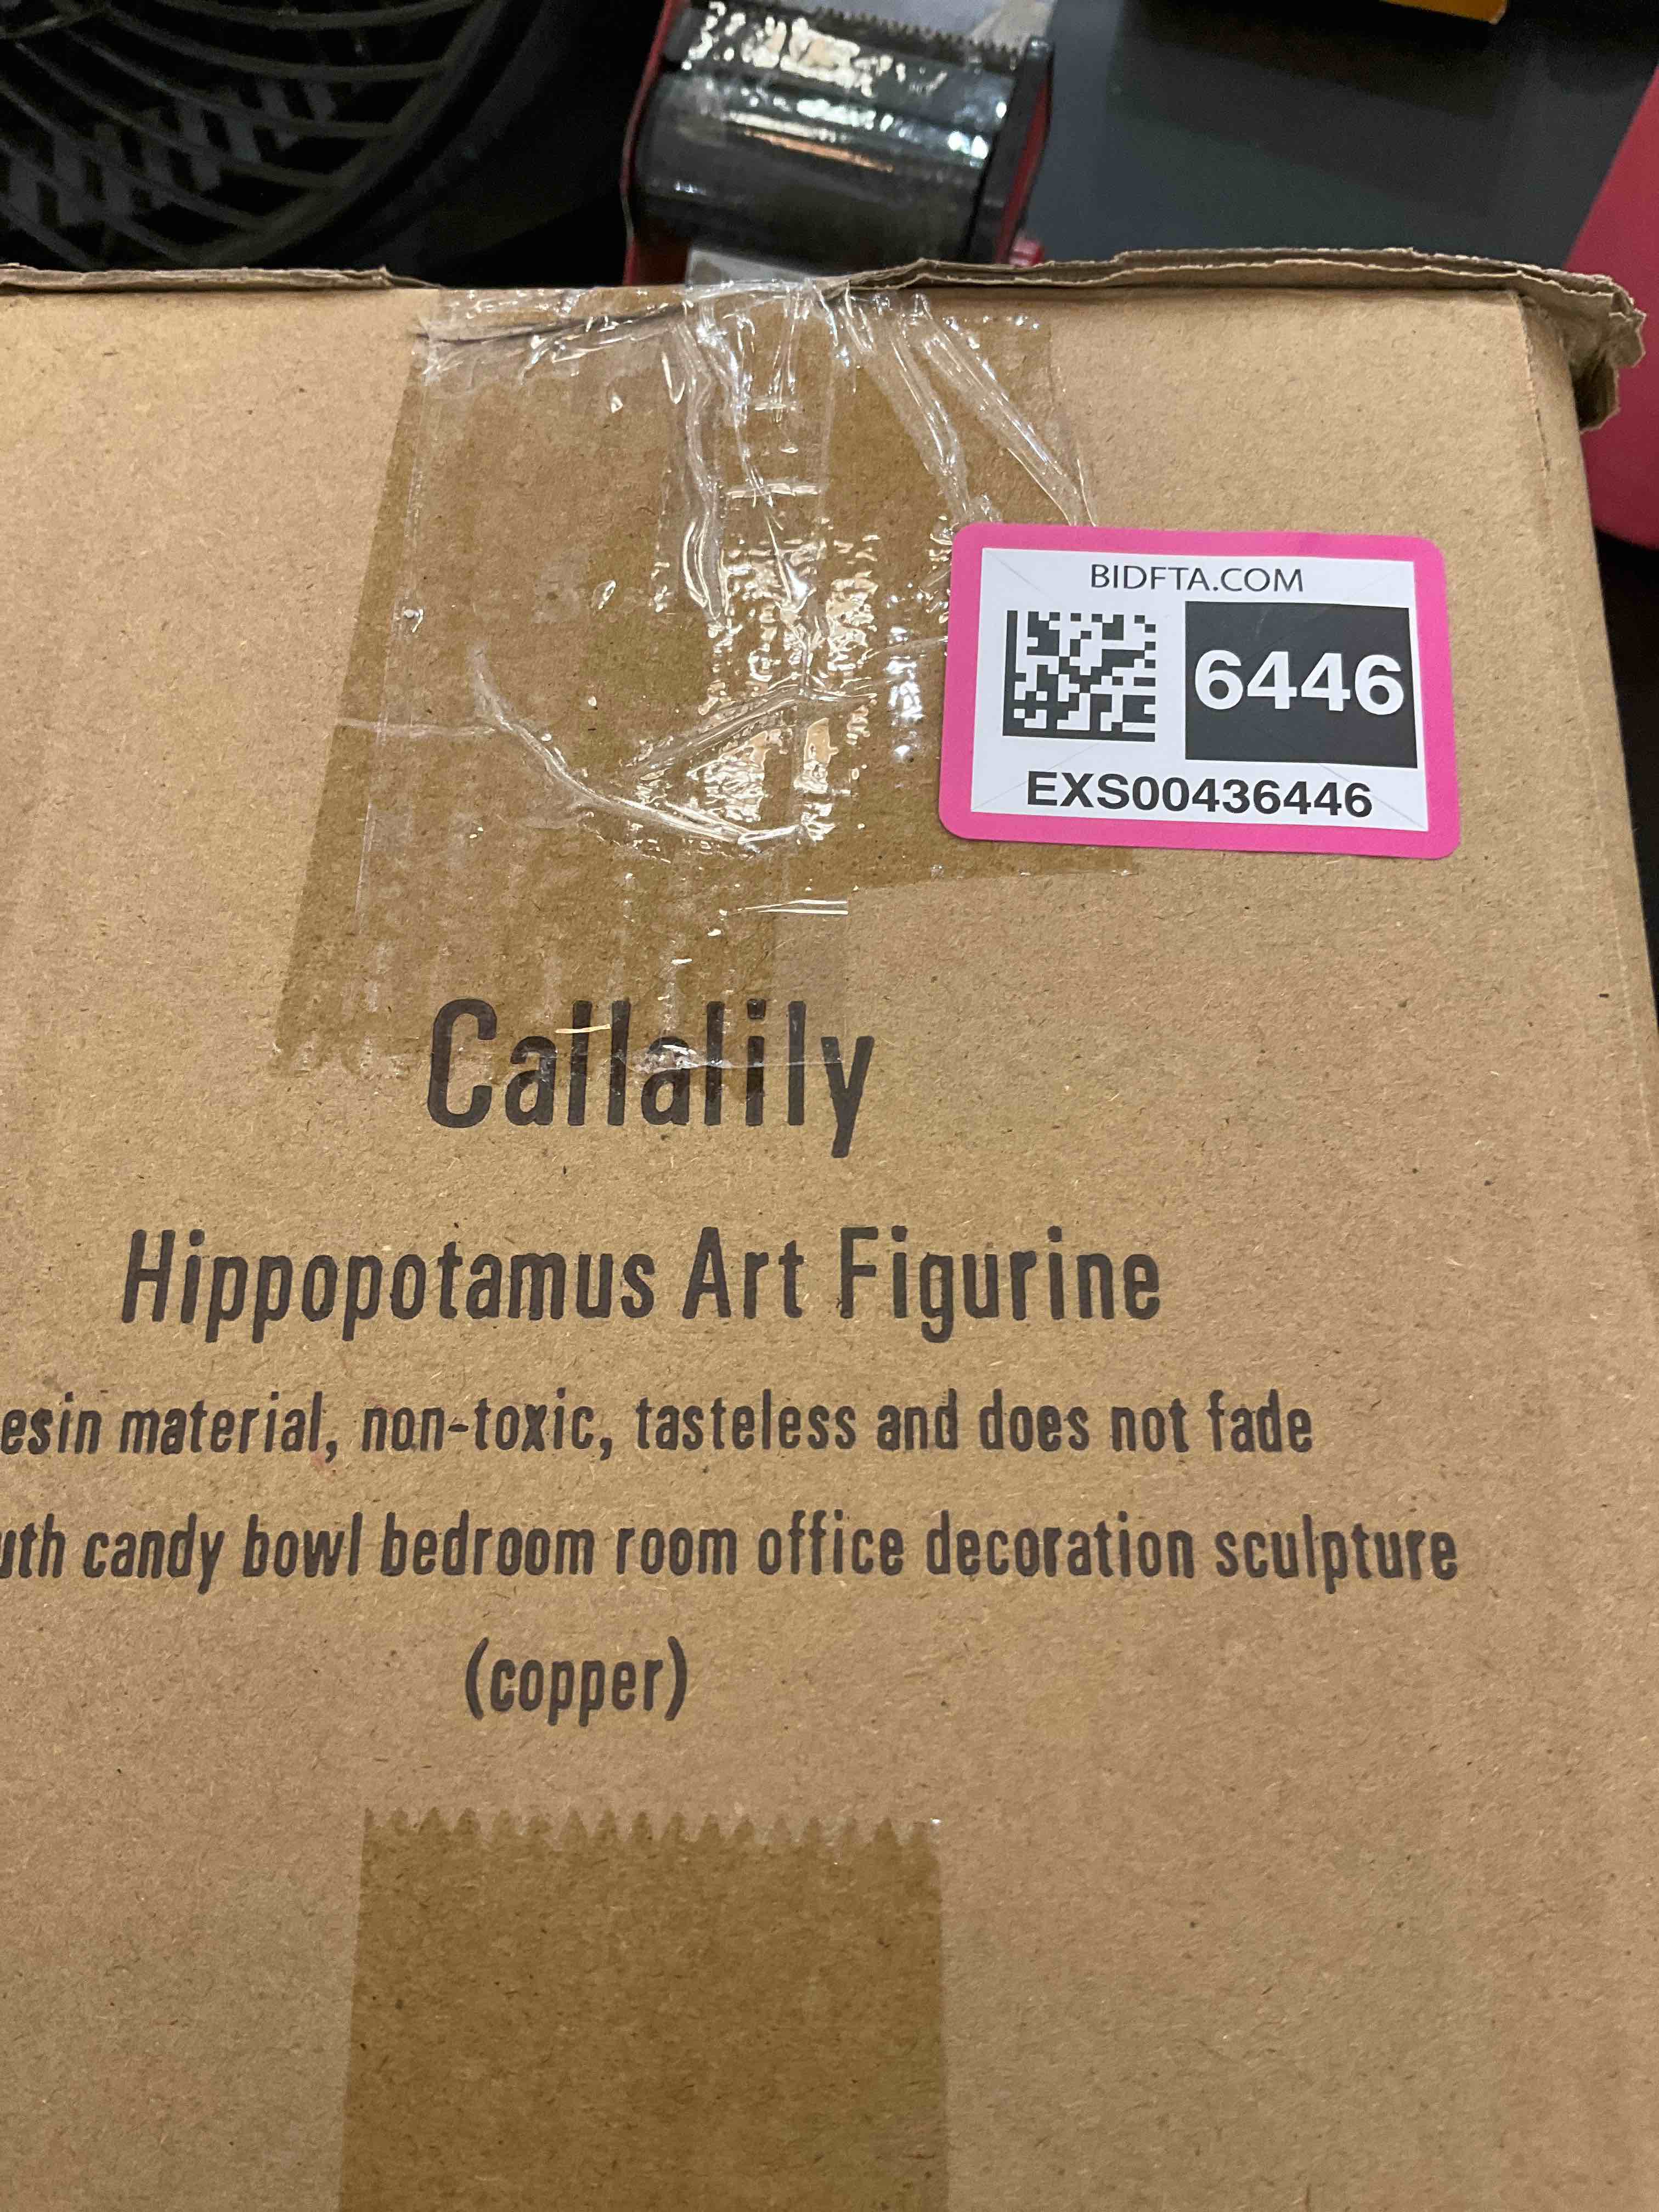 BIDFTA.COM
6446
EXS00436446
Callalily
Hippopotamus Art Figurine
esin material, non-toxic, tasteless and does not fade
uth candy bowl bedroom room office decoration sculpture
(copper)